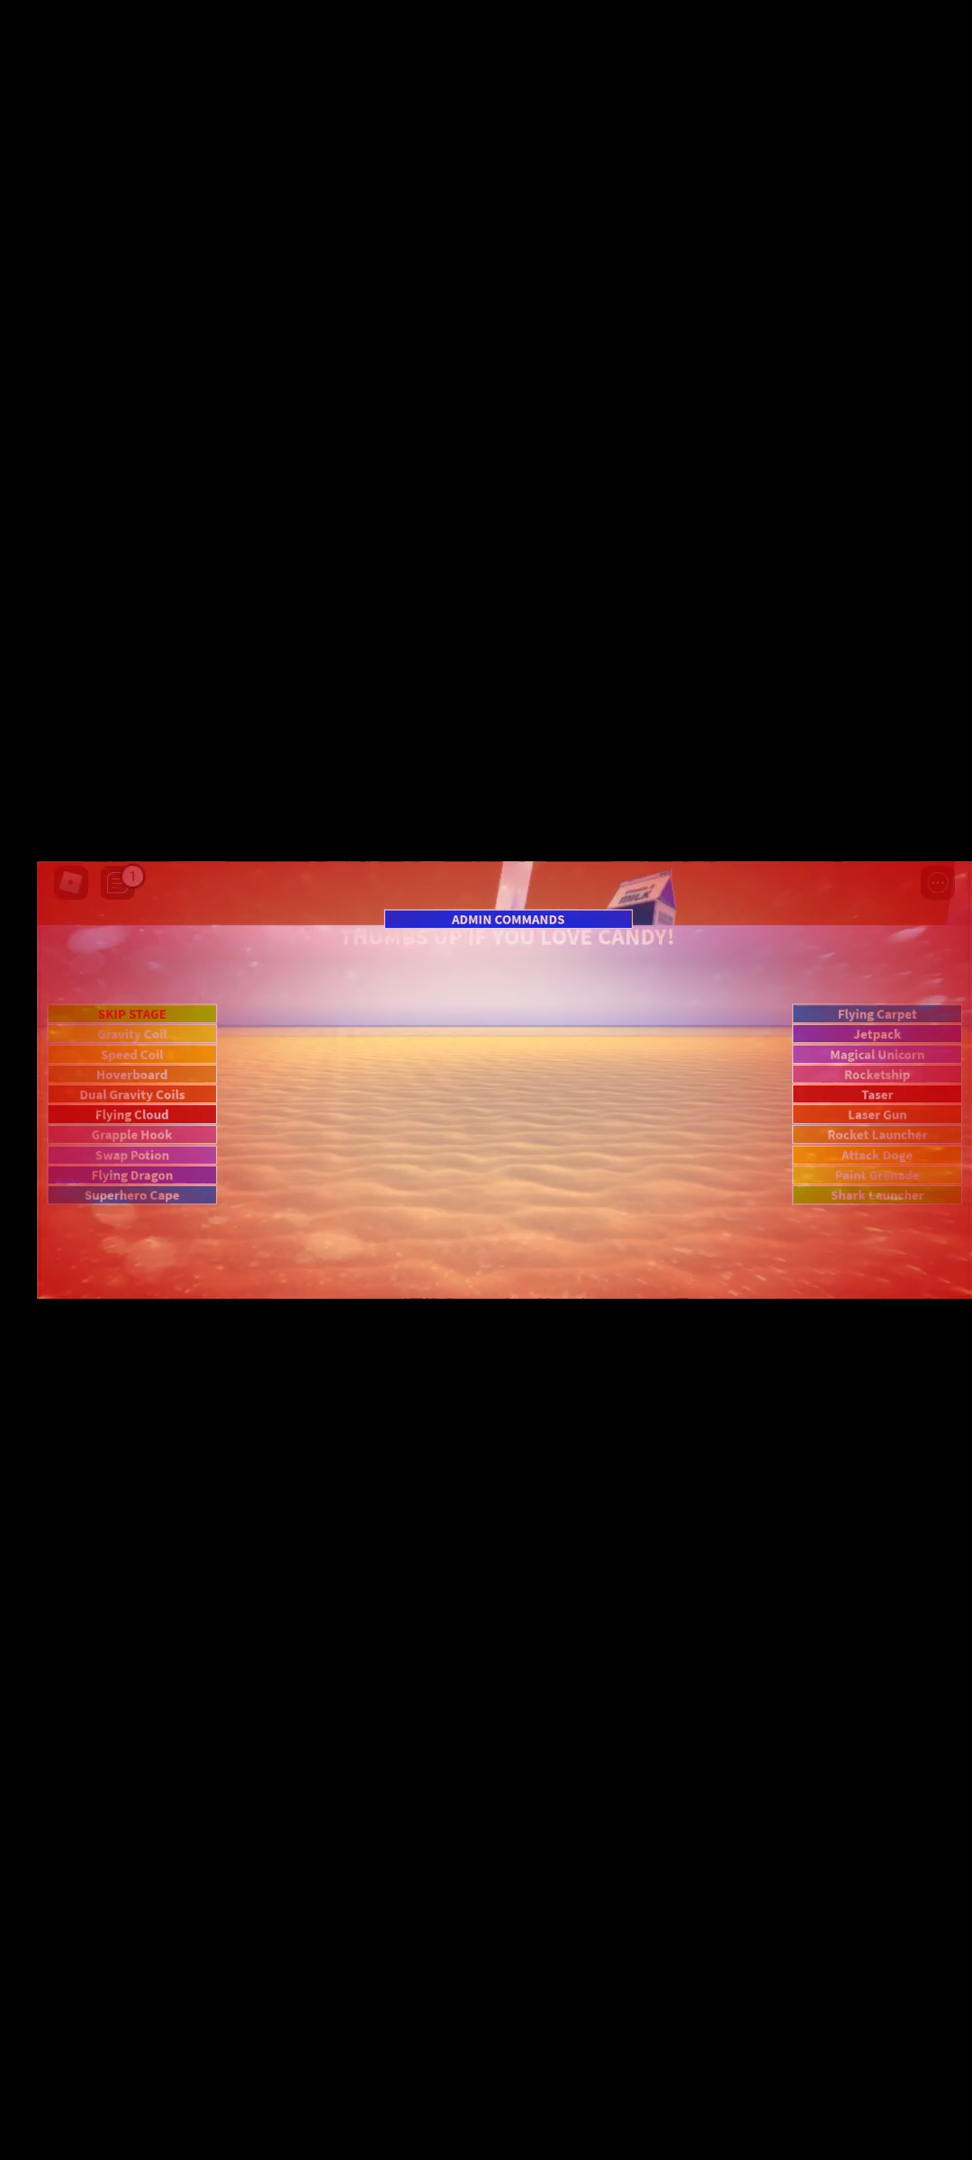 1
MILK
ADMIN COMMANDS
THUMBS UP IF YOU LOVE CANDY!
SKIP STAGE
Gravity Coil
Speed Coil
Hoverboard
Dual Gravity Coils
Flying Cloud
Grapple Hook
Swap Potion
Flying Dragon
Superhero Cape
Flying Carpet
Jetpack
Magical Unicorn
Rocketship
Taser
Laser Gun
Rocket Launcher
Attack Doge
Paint Grenade
Shark Launcher